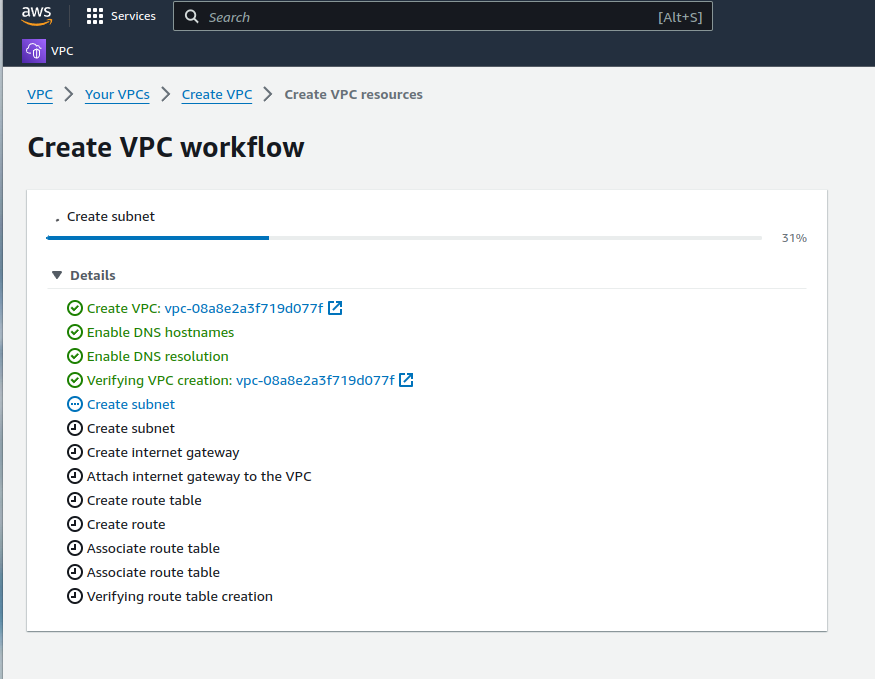 aws Services Search [Alt+S]
VPC
VPC Your VPCs Create VPC Create VPC resources
Create VPC workflow
Create subnet
31%
Details
Create VPC: vpc-08a8e2a3f719d077f
Enable DNS hostnames
Enable DNS resolution
Verifying VPC creation: vpc-08a8e2a3f719d077f
Create subnet
Create subnet
Create internet gateway
Attach internet gateway to the VPC
Create route table
Create route
Associate route table
Associate route table
Verifying route table creation